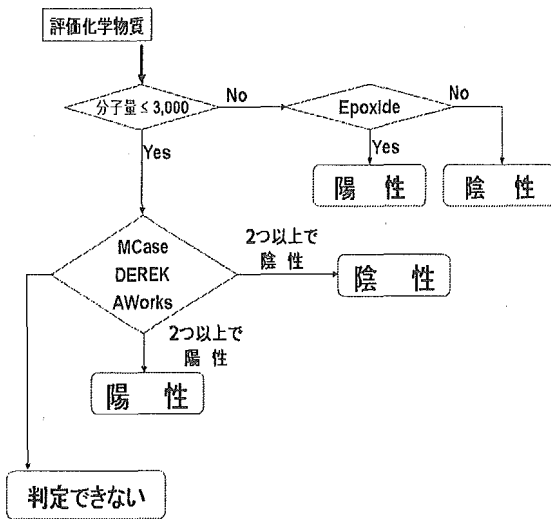 評価化学物質
分子量 ≤ 3,000
No
Epoxide
No
Yes
Yes
陽 性
陰 性
MCase
DEREK
AWorks
2つ以上で
陰 性
陰 性
2つ以上で
陽 性
陽 性
判定できない